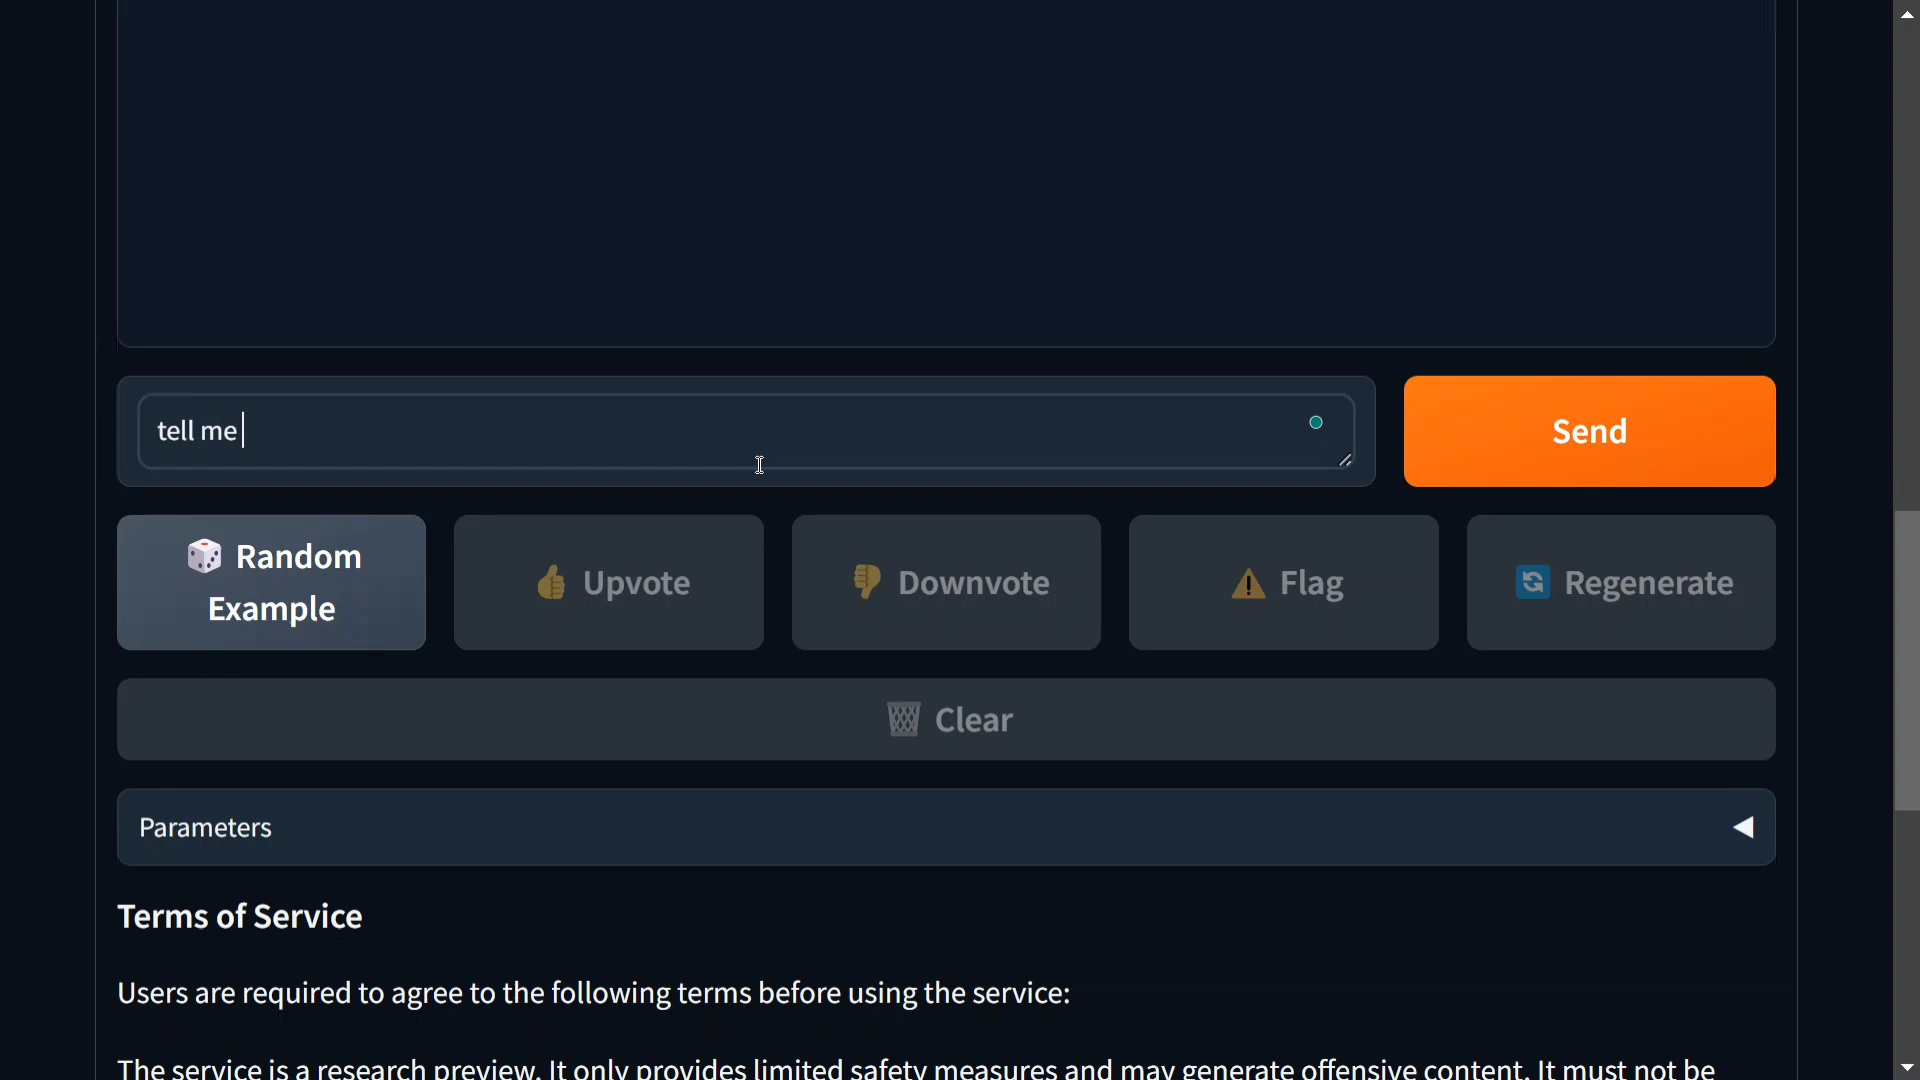 tell me
Send
Random
Example
Upvote
Downvote
Flag
Regenerate
Clear
Parameters
Terms of Service
Users are required to agree to the following terms before using the service:
The service is a research preview. It only provides limited safety measures and may generate offensive content. It must not be